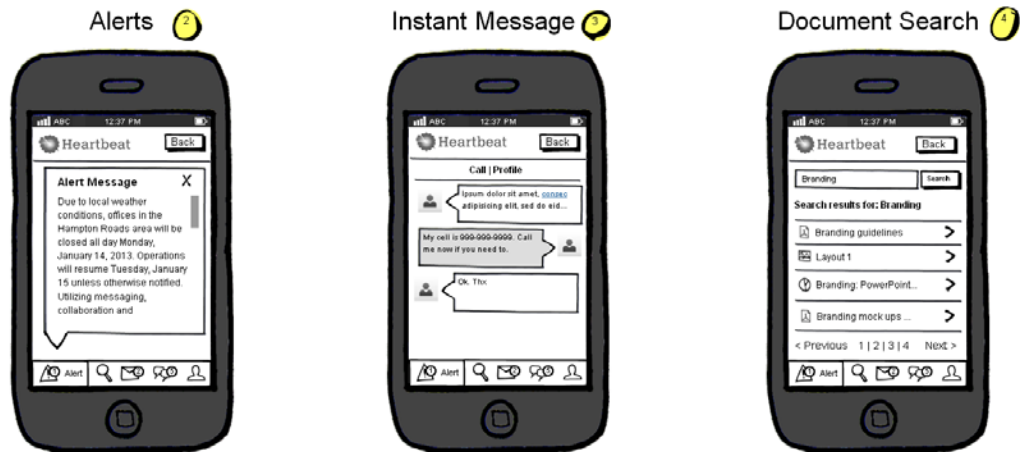 Alerts 2
ABC 12:37 PM
Heartbeat Back
Alert Message X
Due to local weather
conditions, offices in the
Hampton Roads area will be
closed all day Monday,
January 14, 2013. Operations
will resume Tuesday, January
15 unless otherwise notified.
Utilizing messaging,
collaboration and
Alert
Instant Message 3
ABC 12:37 PM
Heartbeat Back
Call | Profile
Ipsum dolor sit amet, consec
adipisicing elit, sed do eid...
My cell is 999-999-9999. Call
me now if you need to.
Ok. Thx
Alert
Document Search 4
ABC 12:37 PM
Heartbeat Back
Branding Search
Search results for: Branding
Branding guidelines
Layout 1
Branding: PowerPoint...
Branding mock ups ...
< Previous 1 | 2 | 3 | 4 Next >
Alert